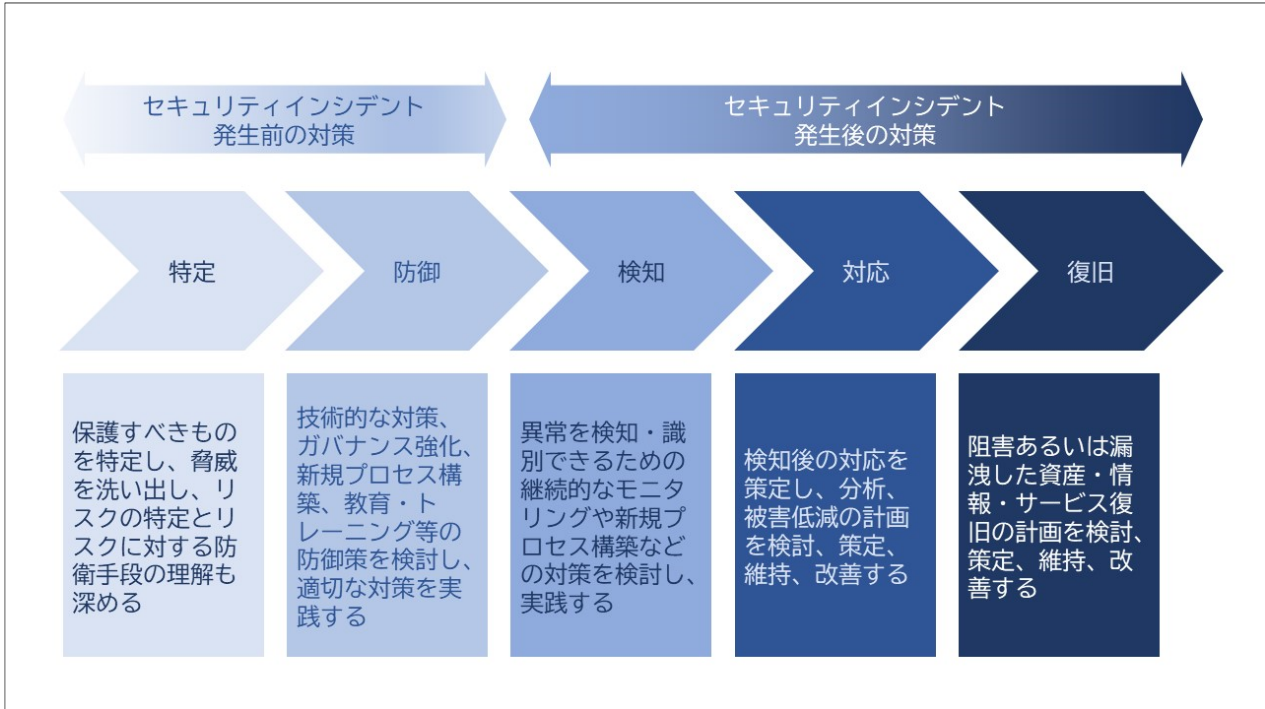 セキュリティインシデント
発生前の対策
セキュリティインシデント
発生後の対策
特定
防御
検知
対応
復旧
保護すべきもの
を特定し、脅威
を洗い出し、リ
スクの特定とリ
スクに対する防
衛手段の理解も
深める
技術的な対策、
ガバナンス強化、
新規プロセス構
築、教育・ト
レーニング等の
防御策を検討し、
適切な対策を実
践する
異常を検知・識
別できるための
継続的なモニタ
リングや新規プ
ロセス構築など
の対策を検討し、
実践する
検知後の対応を
策定し、分析、
被害低減の計画
を検討、策定、
維持、改善する
阻害あるいは漏
洩した資産・情
報・サービス復
旧の計画を検討、
策定、維持、改
善する